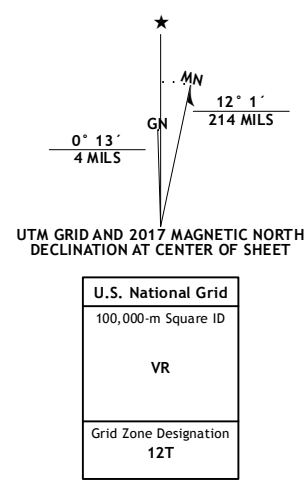 ★
MN
GN
12° 1´
214 MILS
0° 13´
4 MILS
UTM GRID AND 2017 MAGNETIC NORTH
DECLINATION AT CENTER OF SHEET
U.S. National Grid
100,000-m Square ID
VR
Grid Zone Designation
12T